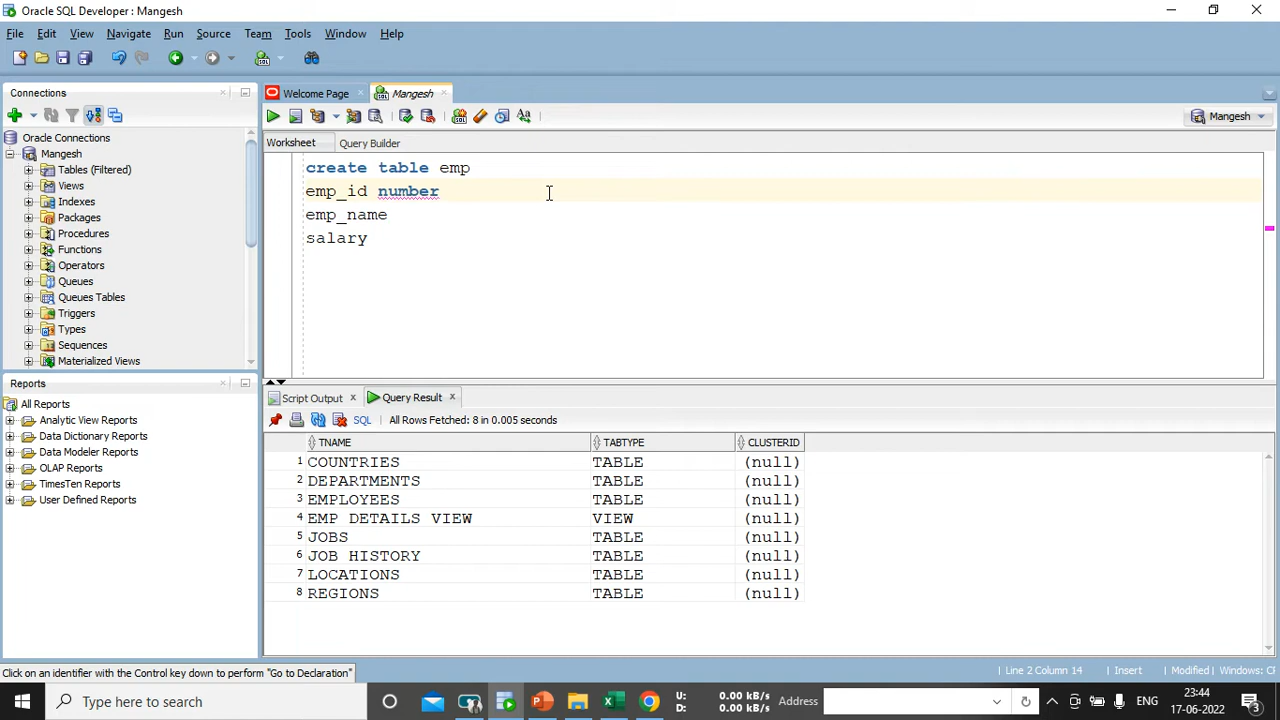 Oracle SQL Developer : Mangesh
File Edit View Navigate Run Source Team Tools Window Help
Connections
Oracle Connections
Mangesh
Tables (Filtered)
Views
Indexes
Packages
Procedures
Functions
Operators
Queues
Queues Tables
Triggers
Types
Sequences
Materialized Views
Reports
All Reports
Analytic View Reports
Data Dictionary Reports
Data Modeler Reports
OLAP Reports
TimesTen Reports
User Defined Reports
Welcome Page Mangesh
Mangesh
Worksheet Query Builder
create table emp
emp_id number
emp_name
salary
Script Output Query Result
SQL All Rows Fetched: 8 in 0.005 seconds
TNAME TABTYPE CLUSTERID
1 COUNTRIES TABLE (null)
2 DEPARTMENTS TABLE (null)
3 EMPLOYEES TABLE (null)
4 EMP DETAILS VIEW VIEW (null)
5 JOBS TABLE (null)
6 JOB HISTORY TABLE (null)
7 LOCATIONS TABLE (null)
8 REGIONS TABLE (null)
Click on an identifier with the Control key down to perform "Go to Declaration"
Line 2 Column 14 Insert Modified Windows: CF
Type here to search
U: 0.00 kB/s
D: 0.00 kB/s
Address
ENG
23:44
17-06-2022
3